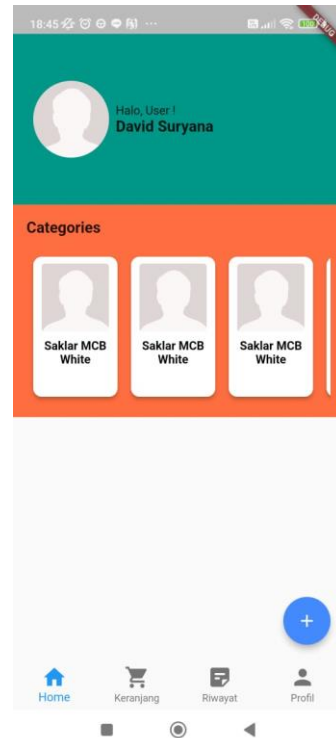 18:45
DEBUG
Halo, User !
David Suryana
Categories
Saklar MCB
White
Saklar MCB
White
Saklar MCB
White
Home
Keranjang
Riwayat
Profil